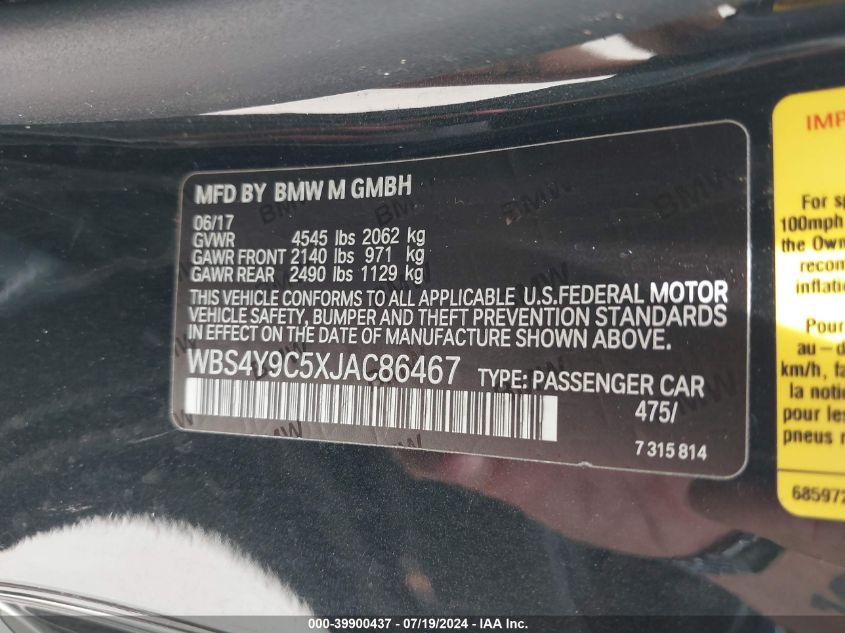 MFD BY BMW M GMBH
06/17
GVWR 4545 lbs 2062 kg
GAWR FRONT 2140 lbs 971 kg
GAWR REAR 2490 lbs 1129 kg
THIS VEHICLE CONFORMS TO ALL APPLICABLE U.S.FEDERAL MOTOR
VEHICLE SAFETY, BUMPER AND THEFT PREVENTION STANDARDS
IN EFFECT ON THE DATE OF MANUFACTURE SHOWN ABOVE.
WBS4Y9C5XJAC86467 TYPE: PASSENGER CAR
475/
7 315 814
IMP
For sp
100mph
the Own
recom
inflatio
Pour
au – d
km/h, fa
la notic
pour les
pneus r
685972
000-39900437 - 07/19/2024 - IAAI.com.